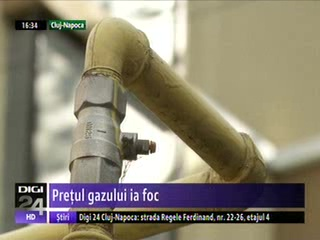 16:34
Cluj-Napoca
DIGI
24
HD
Prețul gazului ia foc
Știri
Digi 24 Cluj-Napoca: strada Regele Ferdinand, nr. 22-26, etajul 4